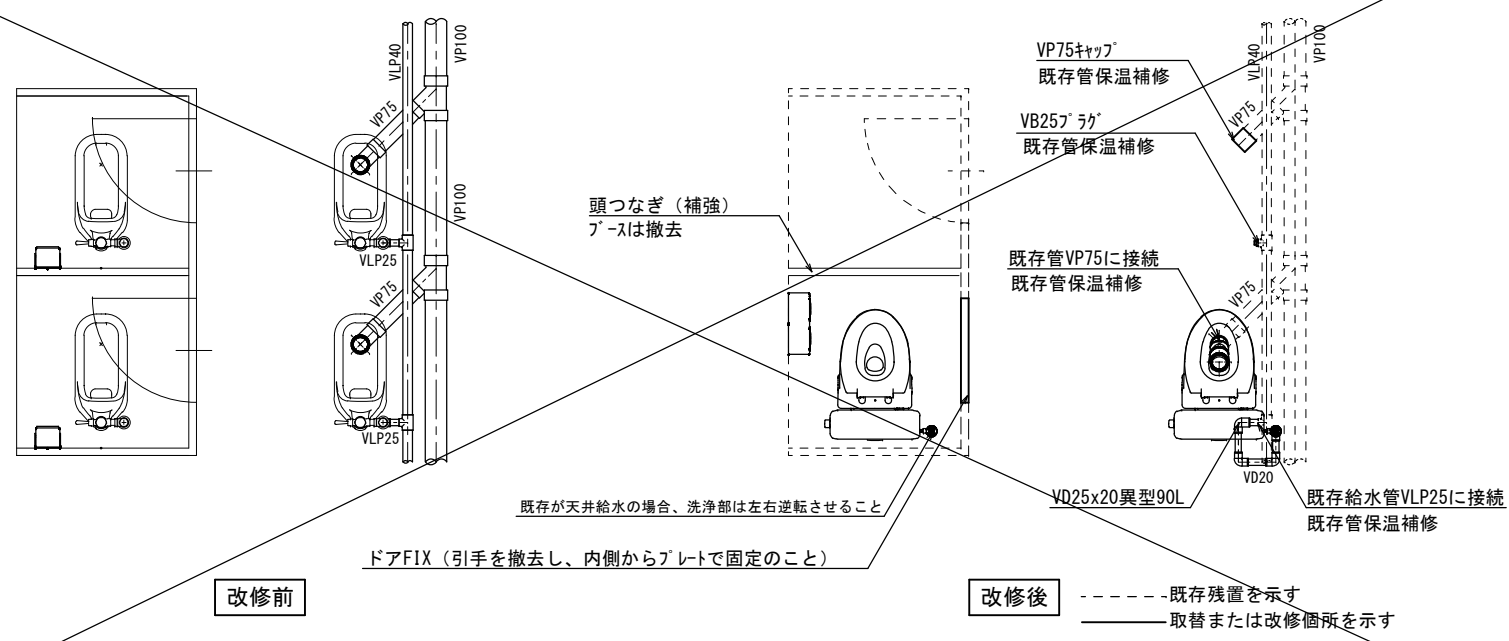 VLP40
VP100
VP75
VP100
VLP25
VP75
VLP25
改修前
VP75キャップ
既存管保温補修
VLP40
VP100
VP75
VB25プラグ
既存管保温補修
頭つなぎ（補強）
ブースは撤去
既存管VP75に接続
既存管保温補修
VP75
VD20
VD25x20異型90L
既存給水管VLP25に接続
既存管保温補修
既存が天井給水の場合、洗浄部は左右逆転させること
ドアFIX（引手を撤去し、内側からプレートで固定のこと）
改修後
既存残置を示す
取替または改修個所を示す